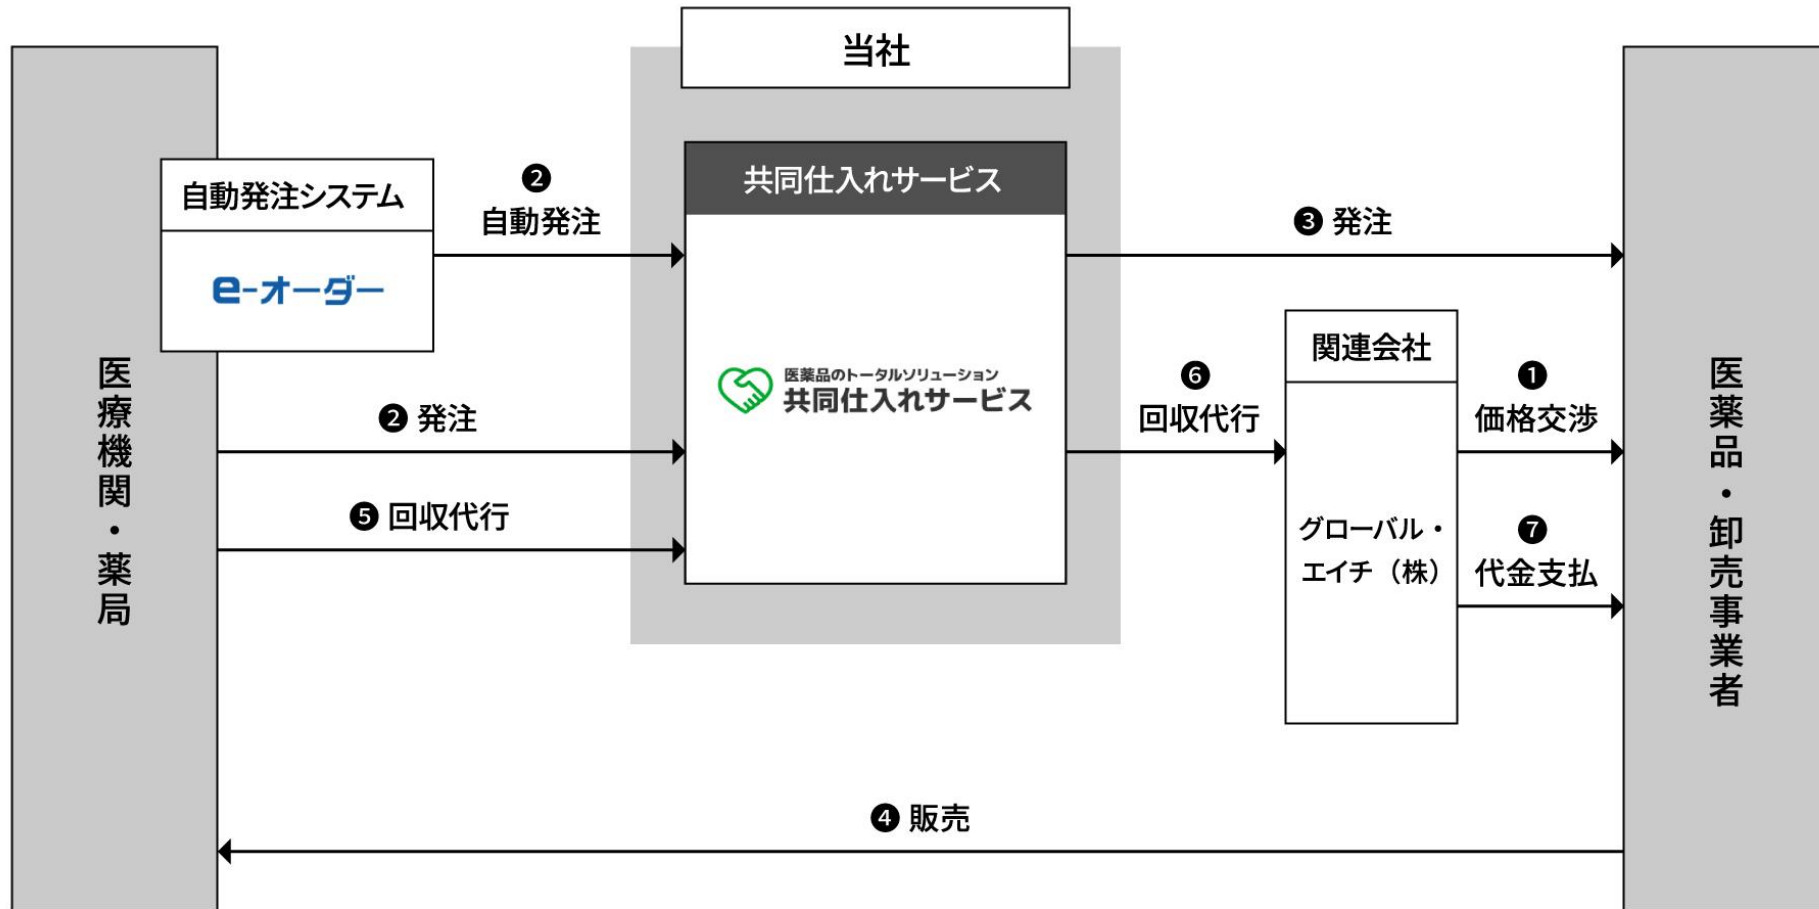 当社
医療機関・薬局
自動発注システム
e-オーダー
❷
自動発注
❷ 発注
❺ 回収代行
共同仕入れサービス
医薬品のトータルソリューション
共同仕入れサービス
❸ 発注
❻
回収代行
関連会社
グローバル・
エイチ（株）
❶
価格交渉
❼
代金支払
医薬品・卸売事業者
❹ 販売